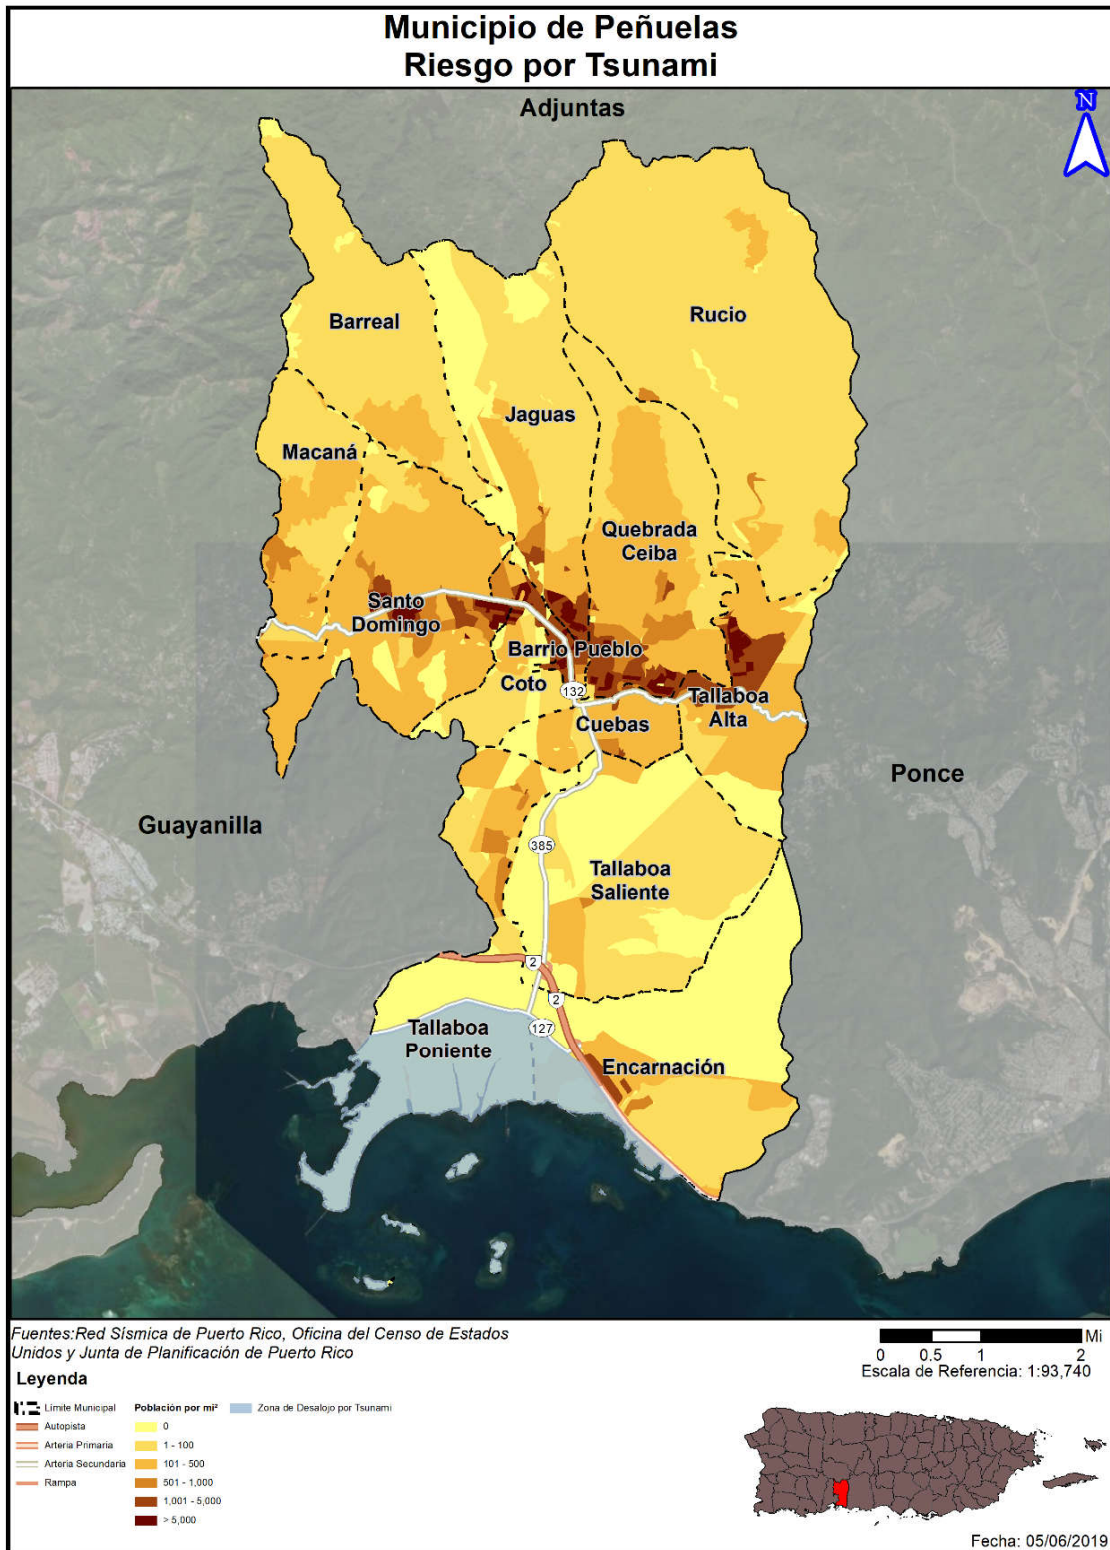 Municipio de Peñuelas
Riesgo por Tsunami
Adjuntas
N
Barreal
Rucio
Jaguas
Macaná
Quebrada
Ceiba
Santo
Domingo
Barrio Pueblo
Coto
132
Tallaboa
Alta
Cuebas
Ponce
Guayanilla
385
Tallaboa
Saliente
2
2
127
Tallaboa
Poniente
Encarnación
Fuentes:Red Sísmica de Puerto Rico, Oficina del Censo de Estados
Unidos y Junta de Planificación de Puerto Rico
Mi
0 0.5 1 2
Escala de Referencia: 1:93,740
Leyenda
Límite Municipal
Autopista
Arteria Primaria
Arteria Secundaria
Rampa
Población por mi²
0
1 - 100
101 - 500
501 - 1,000
1,001 - 5,000
> 5,000
Zona de Desalojo por Tsunami
Fecha: 05/06/2019